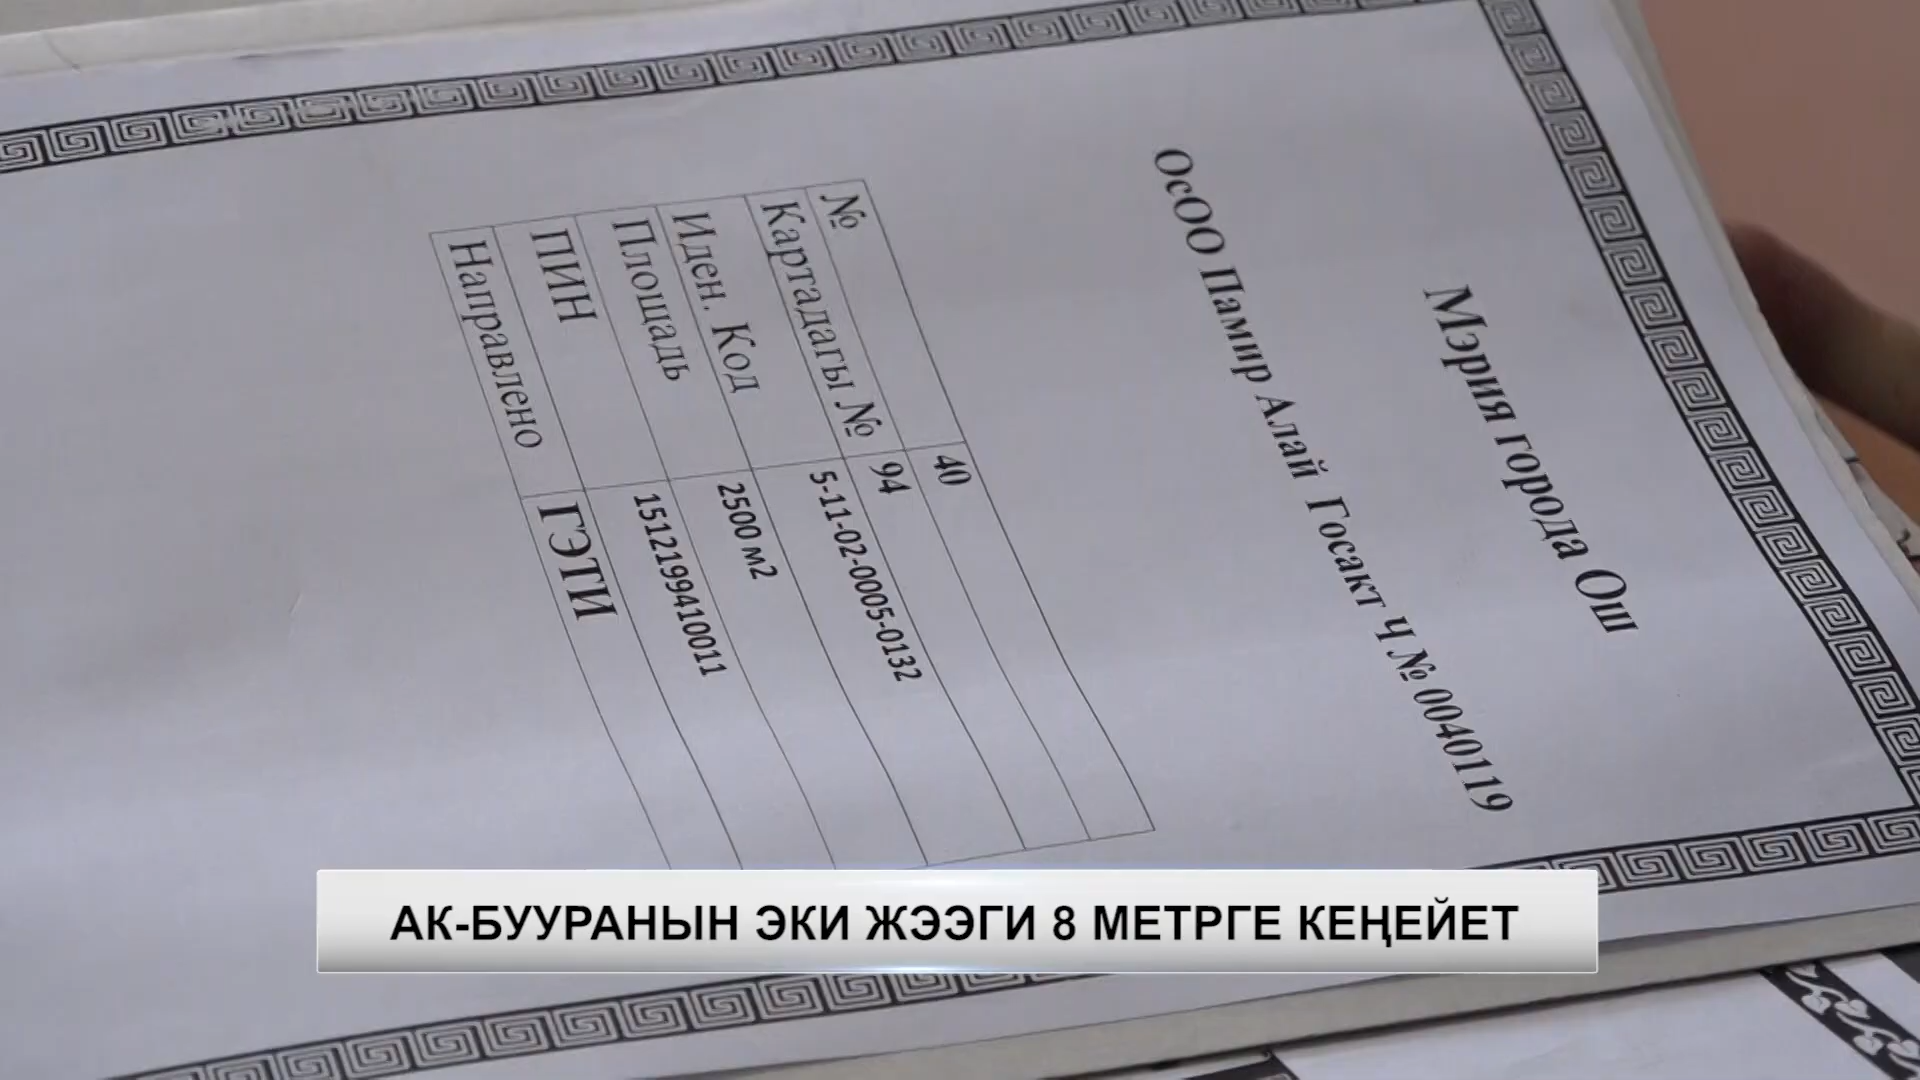 Мэрия города Ош
ОсОО Памир Алай Госакт Ч № 0040119
№ 40
Картадагы № 94
Иден. Код 5-11-02-0005-0132
Площадь 2500 м2
ПИН 1512199410011
Направлено ГЭТИ
АК-БУУРАНЫН ЭКИ ЖЭЭГИ 8 МЕТРГЕ КЕҢЕЙЕТ